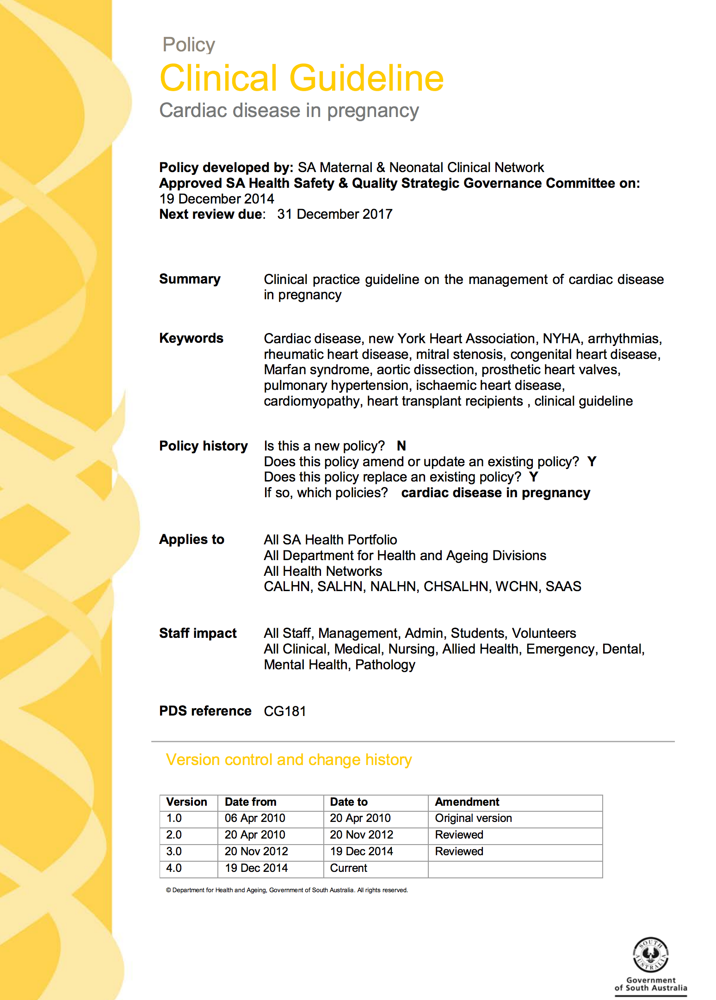 Policy
Clinical Guideline
Cardiac disease in pregnancy
Policy developed by: SA Maternal & Neonatal Clinical Network
Approved SA Health Safety & Quality Strategic Governance Committee on:
19 December 2014
Next review due: 31 December 2017
Summary Clinical practice guideline on the management of cardiac disease
in pregnancy
Keywords Cardiac disease, new York Heart Association, NYHA, arrhythmias,
rheumatic heart disease, mitral stenosis, congenital heart disease,
Marfan syndrome, aortic dissection, prosthetic heart valves,
pulmonary hypertension, ischaemic heart disease,
cardiomyopathy, heart transplant recipients , clinical guideline
Policy history Is this a new policy? N
Does this policy amend or update an existing policy? Y
Does this policy replace an existing policy? Y
If so, which policies? cardiac disease in pregnancy
Applies to All SA Health Portfolio
All Department for Health and Ageing Divisions
All Health Networks
CALHN, SALHN, NALHN, CHSALHN, WCHN, SAAS
Staff impact All Staff, Management, Admin, Students, Volunteers
All Clinical, Medical, Nursing, Allied Health, Emergency, Dental,
Mental Health, Pathology
PDS reference CG181
Version control and change history
Version Date from Date to Amendment
1.0 06 Apr 2010 20 Apr 2010 Original version
2.0 20 Apr 2010 20 Nov 2012 Reviewed
3.0 20 Nov 2012 19 Dec 2014 Reviewed
4.0 19 Dec 2014 Current
© Department for Health and Ageing, Government of South Australia. All rights reserved.
SOUTH AUSTRALIA
Government
of South Australia